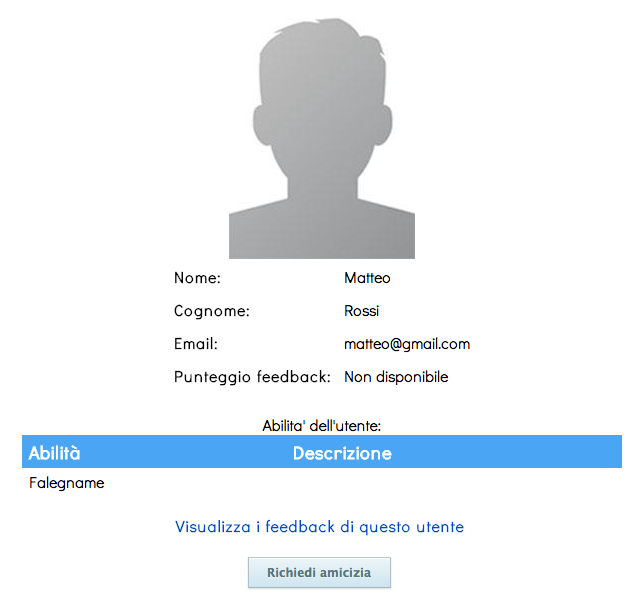 Nome: Matteo
Cognome: Rossi
Email: matteo@gmail.com
Punteggio feedback: Non disponibile
Abilita' dell'utente:
Abilità Descrizione
Falegname
Visualizza i feedback di questo utente
Richiedi amicizia